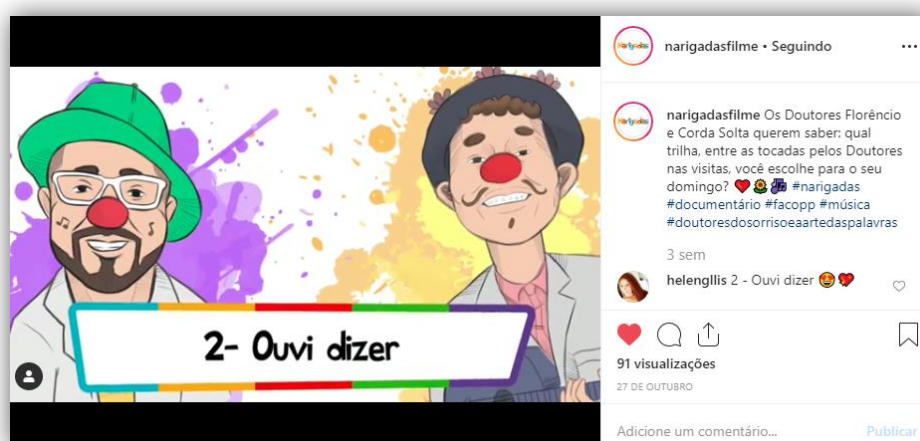 2- Ouvi dizer
Narigadas
narigadasfilme • Seguindo
Narigadas
narigadasfilme Os Doutores Florêncio
e Corda Solta querem saber: qual
trilha, entre as tocadas pelos Doutores
nas visitas, você escolhe para o seu
domingo? ❤️🌻🎶 #narigadas
#documentário #facopp #música
#doutoresdosorrisoeaartedaspalavras
3 sem
helengllis 2 - Ouvi dizer 😍💖
91 visualizações
27 DE OUTUBRO
Adicione um comentário... Publicar